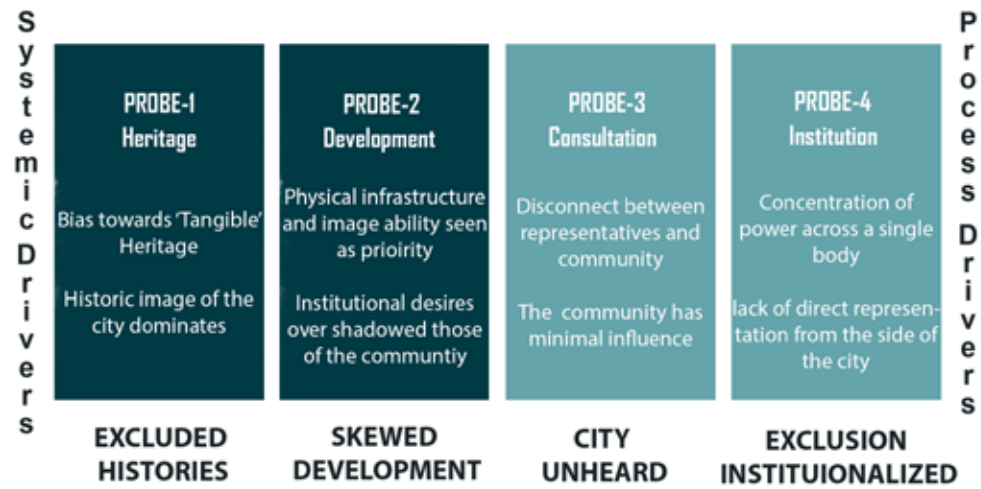 Systemic Drivers
PROBE-1
Heritage
Bias towards ‘Tangible’
Heritage
Historic image of the
city dominates
EXCLUDED
HISTORIES
PROBE-2
Development
Physical infrastructure
and image ability seen
as prioirity
Institutional desires
over shadowed those
of the communtiy
SKEWED
DEVELOPMENT
PROBE-3
Consultation
Disconnect between
representatives and
community
The community has
minimal influence
CITY
UNHEARD
PROBE-4
Institution
Concentration of
power across a single
body
lack of direct represen-
tation from the side of
the city
EXCLUSION
INSTITUIONALIZED
Process Drivers